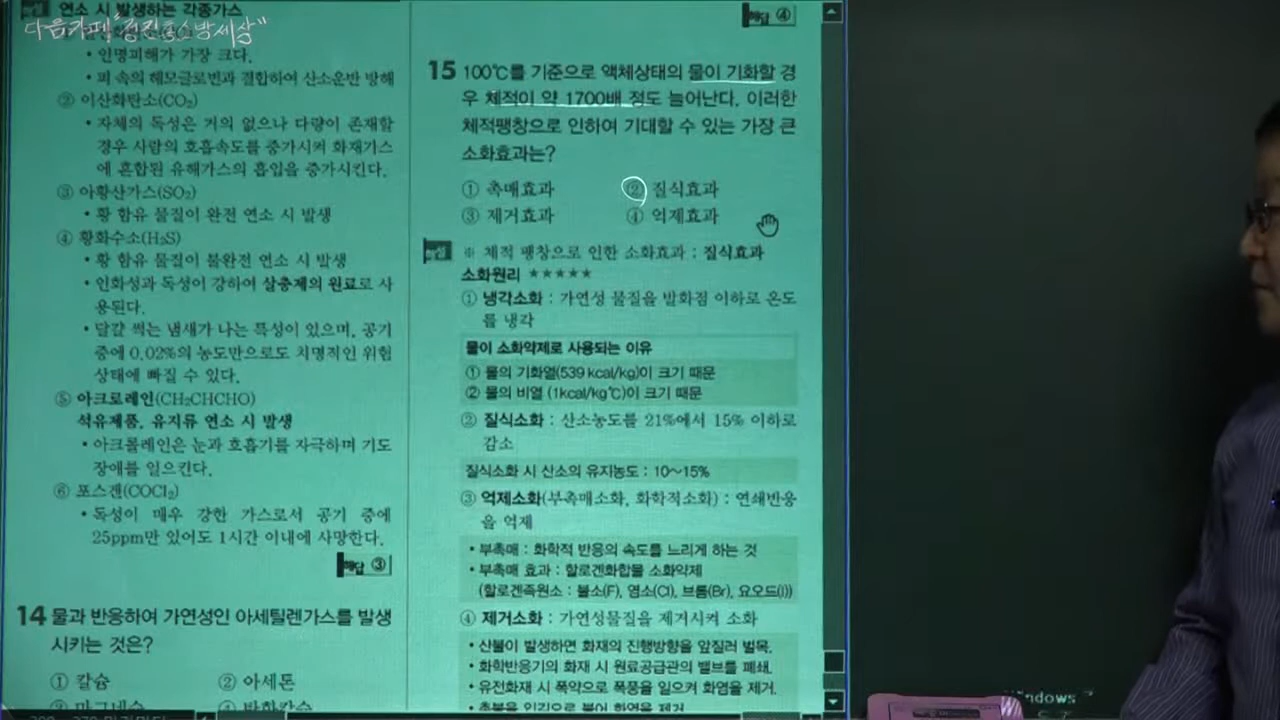 연소 시 발생하는 각종가스
다음카페 "정진홍소방세상"
• 인명피해가 가장 크다.
• 피 속의 헤모글로빈과 결합하여 산소운반 방해
② 이산화탄소(CO₂)
• 자체의 독성은 거의 없으나 다량이 존재할
경우 사람의 호흡속도를 증가시켜 화재가스
에 혼합된 유해가스의 흡입을 증가시킨다.
③ 아황산가스(SO₂)
• 황 함유 물질이 완전 연소 시 발생
④ 황화수소(H₂S)
• 황 함유 물질이 불완전 연소 시 발생
• 인화성과 독성이 강하여 살충제의 원료로 사
용된다.
• 달걀 썩는 냄새가 나는 특성이 있으며, 공기
중에 0.02%의 농도만으로도 치명적인 위험
상태에 빠질 수 있다.
⑤ 아크로레인(CH₂CHCHO)
석유제품, 유지류 연소 시 발생
• 아크롤레인은 눈과 호흡기를 자극하며 기도
장애를 일으킨다.
⑥ 포스겐(COCl₂)
• 독성이 매우 강한 가스로서 공기 중에
25ppm만 있어도 1시간 이내에 사망한다.
해답 ③
14 물과 반응하여 가연성인 아세틸렌가스를 발생
시키는 것은?
① 칼슘 ② 아세톤
③ 마그네슘 ④ 탄화칼슘
해답 ④
15 100℃를 기준으로 액체상태의 물이 기화할 경
우 체적이 약 1700배 정도 늘어난다. 이러한
체적팽창으로 인하여 기대할 수 있는 가장 큰
소화효과는?
① 촉매효과 ② 질식효과
③ 제거효과 ④ 억제효과
해설 ※ 체적 팽창으로 인한 소화효과 : 질식효과
소화원리 ★★★★★
① 냉각소화 : 가연성 물질을 발화점 이하로 온도
를 냉각
물이 소화약제로 사용되는 이유
① 물의 기화열(539kcal/kg)이 크기 때문
② 물의 비열 (1kcal/kg℃)이 크기 때문
② 질식소화 : 산소농도를 21%에서 15% 이하로
감소
질식소화 시 산소의 유지농도 : 10~15%
③ 억제소화(부촉매소화, 화학적소화) : 연쇄반응
을 억제
• 부촉매 : 화학적 반응의 속도를 느리게 하는 것
• 부촉매 효과 : 할로겐화합물 소화약제
(할로겐족원소 : 불소(F), 염소(Cl), 브롬(Br), 요오드(I))
④ 제거소화 : 가연성물질을 제거시켜 소화
• 산불이 발생하면 화재의 진행방향을 앞질러 벌목.
• 화학반응기의 화재 시 원료공급관의 밸브를 폐쇄.
• 유전화재 시 폭약으로 폭풍을 일으켜 화염을 제거.
• 촛불을 입김으로 불어 화염을 제거
Windows 7